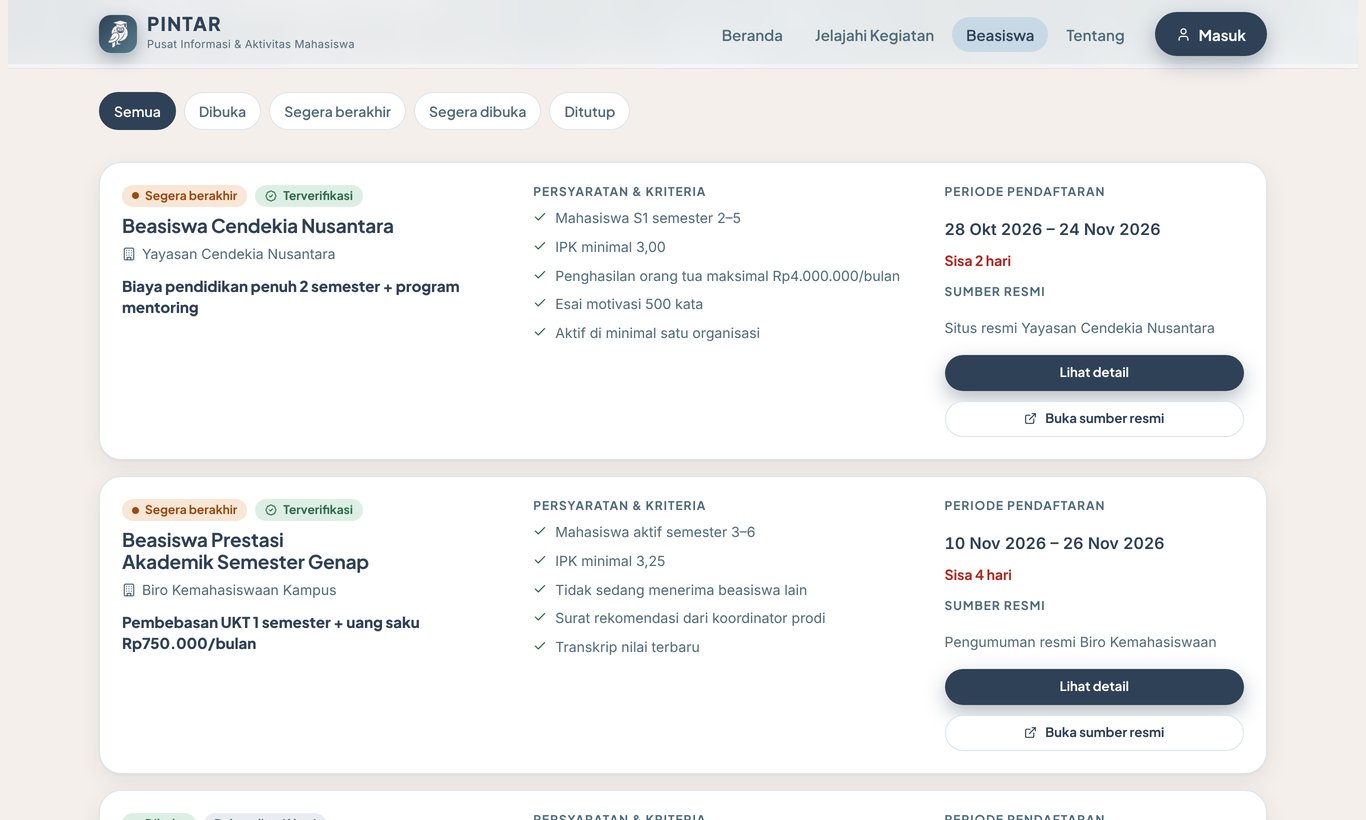 PINTAR
Pusat Informasi & Aktivitas Mahasiswa
Beranda
Jelajahi Kegiatan
Beasiswa
Tentang
Masuk
Semua
Dibuka
Segera berakhir
Segera dibuka
Ditutup
Segera berakhir
Terverifikasi
Beasiswa Cendekia Nusantara
Yayasan Cendekia Nusantara
Biaya pendidikan penuh 2 semester + program
mentoring
PERSYARATAN & KRITERIA
Mahasiswa S1 semester 2–5
IPK minimal 3,00
Penghasilan orang tua maksimal Rp4.000.000/bulan
Esai motivasi 500 kata
Aktif di minimal satu organisasi
PERIODE PENDAFTARAN
28 Okt 2026 – 24 Nov 2026
Sisa 2 hari
SUMBER RESMI
Situs resmi Yayasan Cendekia Nusantara
Lihat detail
Buka sumber resmi
Segera berakhir
Terverifikasi
Beasiswa Prestasi
Akademik Semester Genap
Biro Kemahasiswaan Kampus
Pembebasan UKT 1 semester + uang saku
Rp750.000/bulan
PERSYARATAN & KRITERIA
Mahasiswa aktif semester 3–6
IPK minimal 3,25
Tidak sedang menerima beasiswa lain
Surat rekomendasi dari koordinator prodi
Transkrip nilai terbaru
PERIODE PENDAFTARAN
10 Nov 2026 – 26 Nov 2026
Sisa 4 hari
SUMBER RESMI
Pengumuman resmi Biro Kemahasiswaan
Lihat detail
Buka sumber resmi
PERSYARATAN & KRITERIA
PERIODE PENDAFTARAN